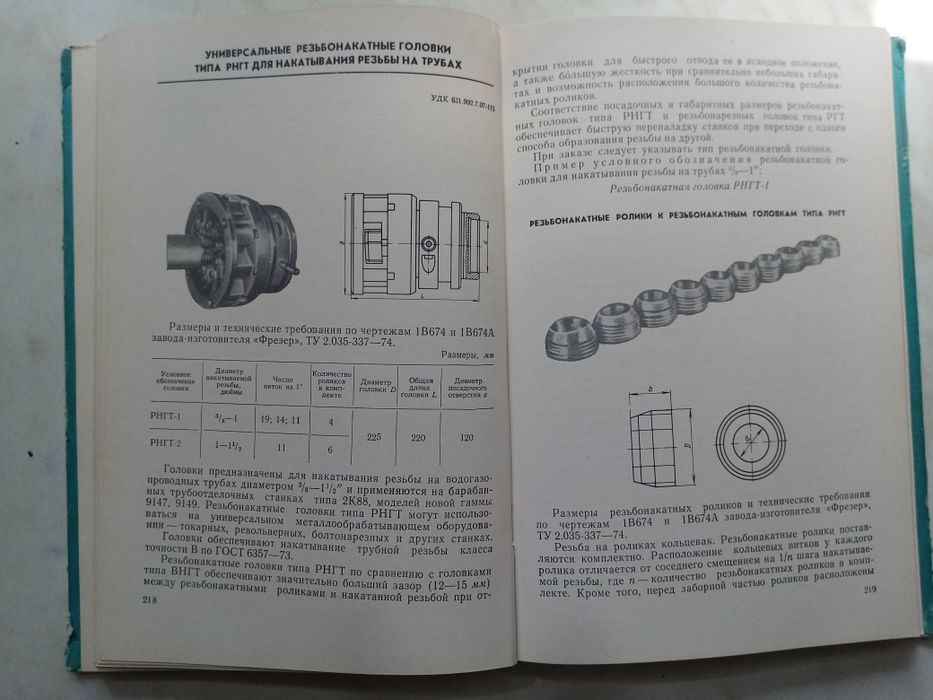 УНИВЕРСАЛЬНЫЕ РЕЗЬБОНАКАТНЫЕ ГОЛОВКИ
ТИПА РНГТ ДЛЯ НАКАТЫВАНИЯ РЕЗЬБЫ НА ТРУБАХ
УДК 621.992.7.07-113
D
d
L
Размеры и технические требования по чертежам 1В674 и 1В674А
завода-изготовителя «Фрезер», ТУ 2.035-337—74.
Размеры, мм
Условное обозначение головки
Диаметр накатываемой резьбы, дюймы
Число ниток на 1"
Количество роликов в комплекте
Диаметр головки D
Общая длина головки L
Диаметр посадочного отверстия d
РНГТ-1 ³/₈—1 19; 14; 11 4
225 220 120
РНГТ-2 1—1¹/₂ 11 6
Головки предназначены для накатывания резьбы на водогазо-
проводных трубах диаметром ³/₈—1¹/₂″ и применяются на барабан-
ных трубоотделочных станках типа 2К88, моделей новой гаммы
9147, 9149. Резьбонакатные головки типа РНГТ могут использо-
ваться на универсальном металлообрабатывающем оборудова-
нии — токарных, револьверных, болтонарезных и других станках.
Головки обеспечивают накатывание трубной резьбы класса
точности В по ГОСТ 6357—73.
Резьбонакатные головки типа РНГТ по сравнению с головками
типа ВНГТ обеспечивают значительно больший зазор (12—15 мм)
между резьбонакатными роликами и накатанной резьбой при от-
218
крытии головки для быстрого отвода ее в исходное положение,
а также бо́льшую жесткость при сравнительно небольших габари-
тах и возможность расположения большого количества резьбона-
катных роликов.
Соответствие посадочных и габаритных размеров резьбонакат-
ных головок типа РНГТ и резьбонарезных головок типа РГТ
обеспечивает быструю переналадку станков при переходе с одного
способа образования резьбы на другой.
При заказе следует указывать тип резьбонакатной головки.
Пример условного обозначения резьбонакатной го-
ловки для накатывания резьбы на трубах ³/₈—1″:
Резьбонакатная головка РНГТ-1
РЕЗЬБОНАКАТНЫЕ РОЛИКИ К РЕЗЬБОНАКАТНЫМ ГОЛОВКАМ ТИПА РНГТ
b
D
d
Размеры резьбонакатных роликов и технические требования
по чертежам 1В674 и 1В674А завода-изготовителя «Фрезер»,
ТУ 2.035-337—74.
Резьба на роликах кольцевая. Резьбонакатные ролики постав-
ляются комплектно. Расположение кольцевых витков у каждого
ролика отличается от соседнего смещением на 1/n шага накатывае-
мой резьбы, где n — количество резьбонакатных роликов в комп-
лекте. Кроме того, перед заборной частью роликов расположены
219